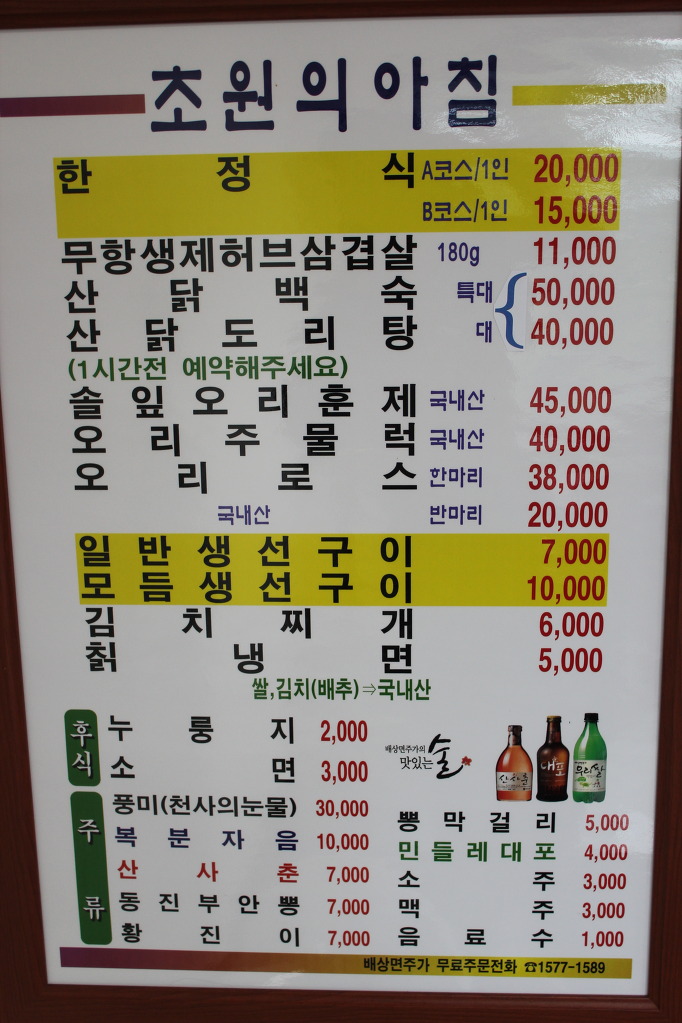 초원의아침
한정식 A코스/1인 20,000
B코스/1인 15,000
무항생제허브삼겹살 180g 11,000
산닭백숙 특대 50,000
산닭도리탕 대 40,000
(1시간전 예약해주세요)
솔잎오리훈제 국내산 45,000
오리주물럭 국내산 40,000
오리로스 한마리 38,000
국내산 반마리 20,000
일반생선구이 7,000
모듬생선구이 10,000
김치찌개 6,000
칡냉면 5,000
쌀,김치(배추)⇒국내산
후식
누룽지 2,000
소면 3,000
배상면주가의
맛있는 술
산사춘
대포
우리쌀
주류
풍미(천사의눈물) 30,000
복분자음 10,000
산사춘 7,000
동진부안뽕 7,000
황진이 7,000
뽕막걸리 5,000
민들레대포 4,000
소주 3,000
맥주 3,000
음료수 1,000
배상면주가 무료주문전화 ☎1577-1589